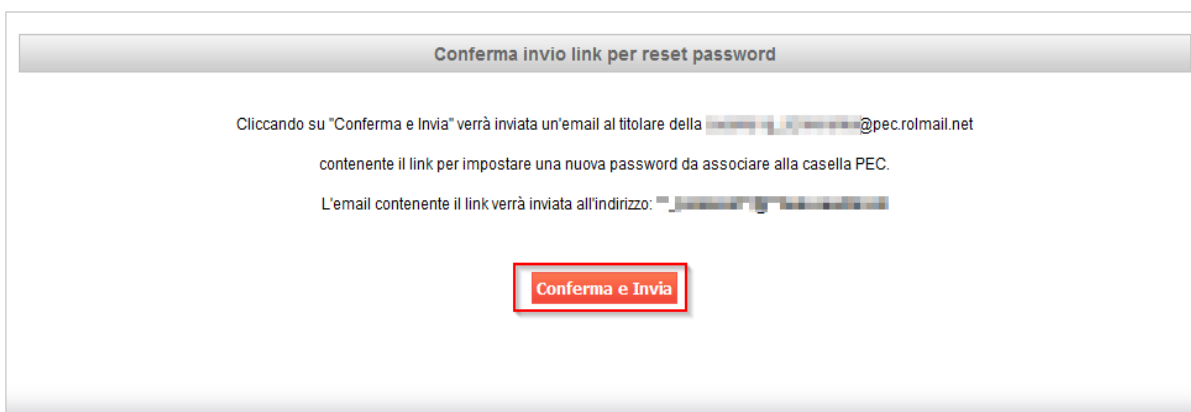 Conferma invio link per reset password
Cliccando su "Conferma e Invia" verrà inviata un'email al titolare della @pec.rolmail.net
contenente il link per impostare una nuova password da associare alla casella PEC.
L'email contenente il link verrà inviata all'indirizzo:
Conferma e Invia